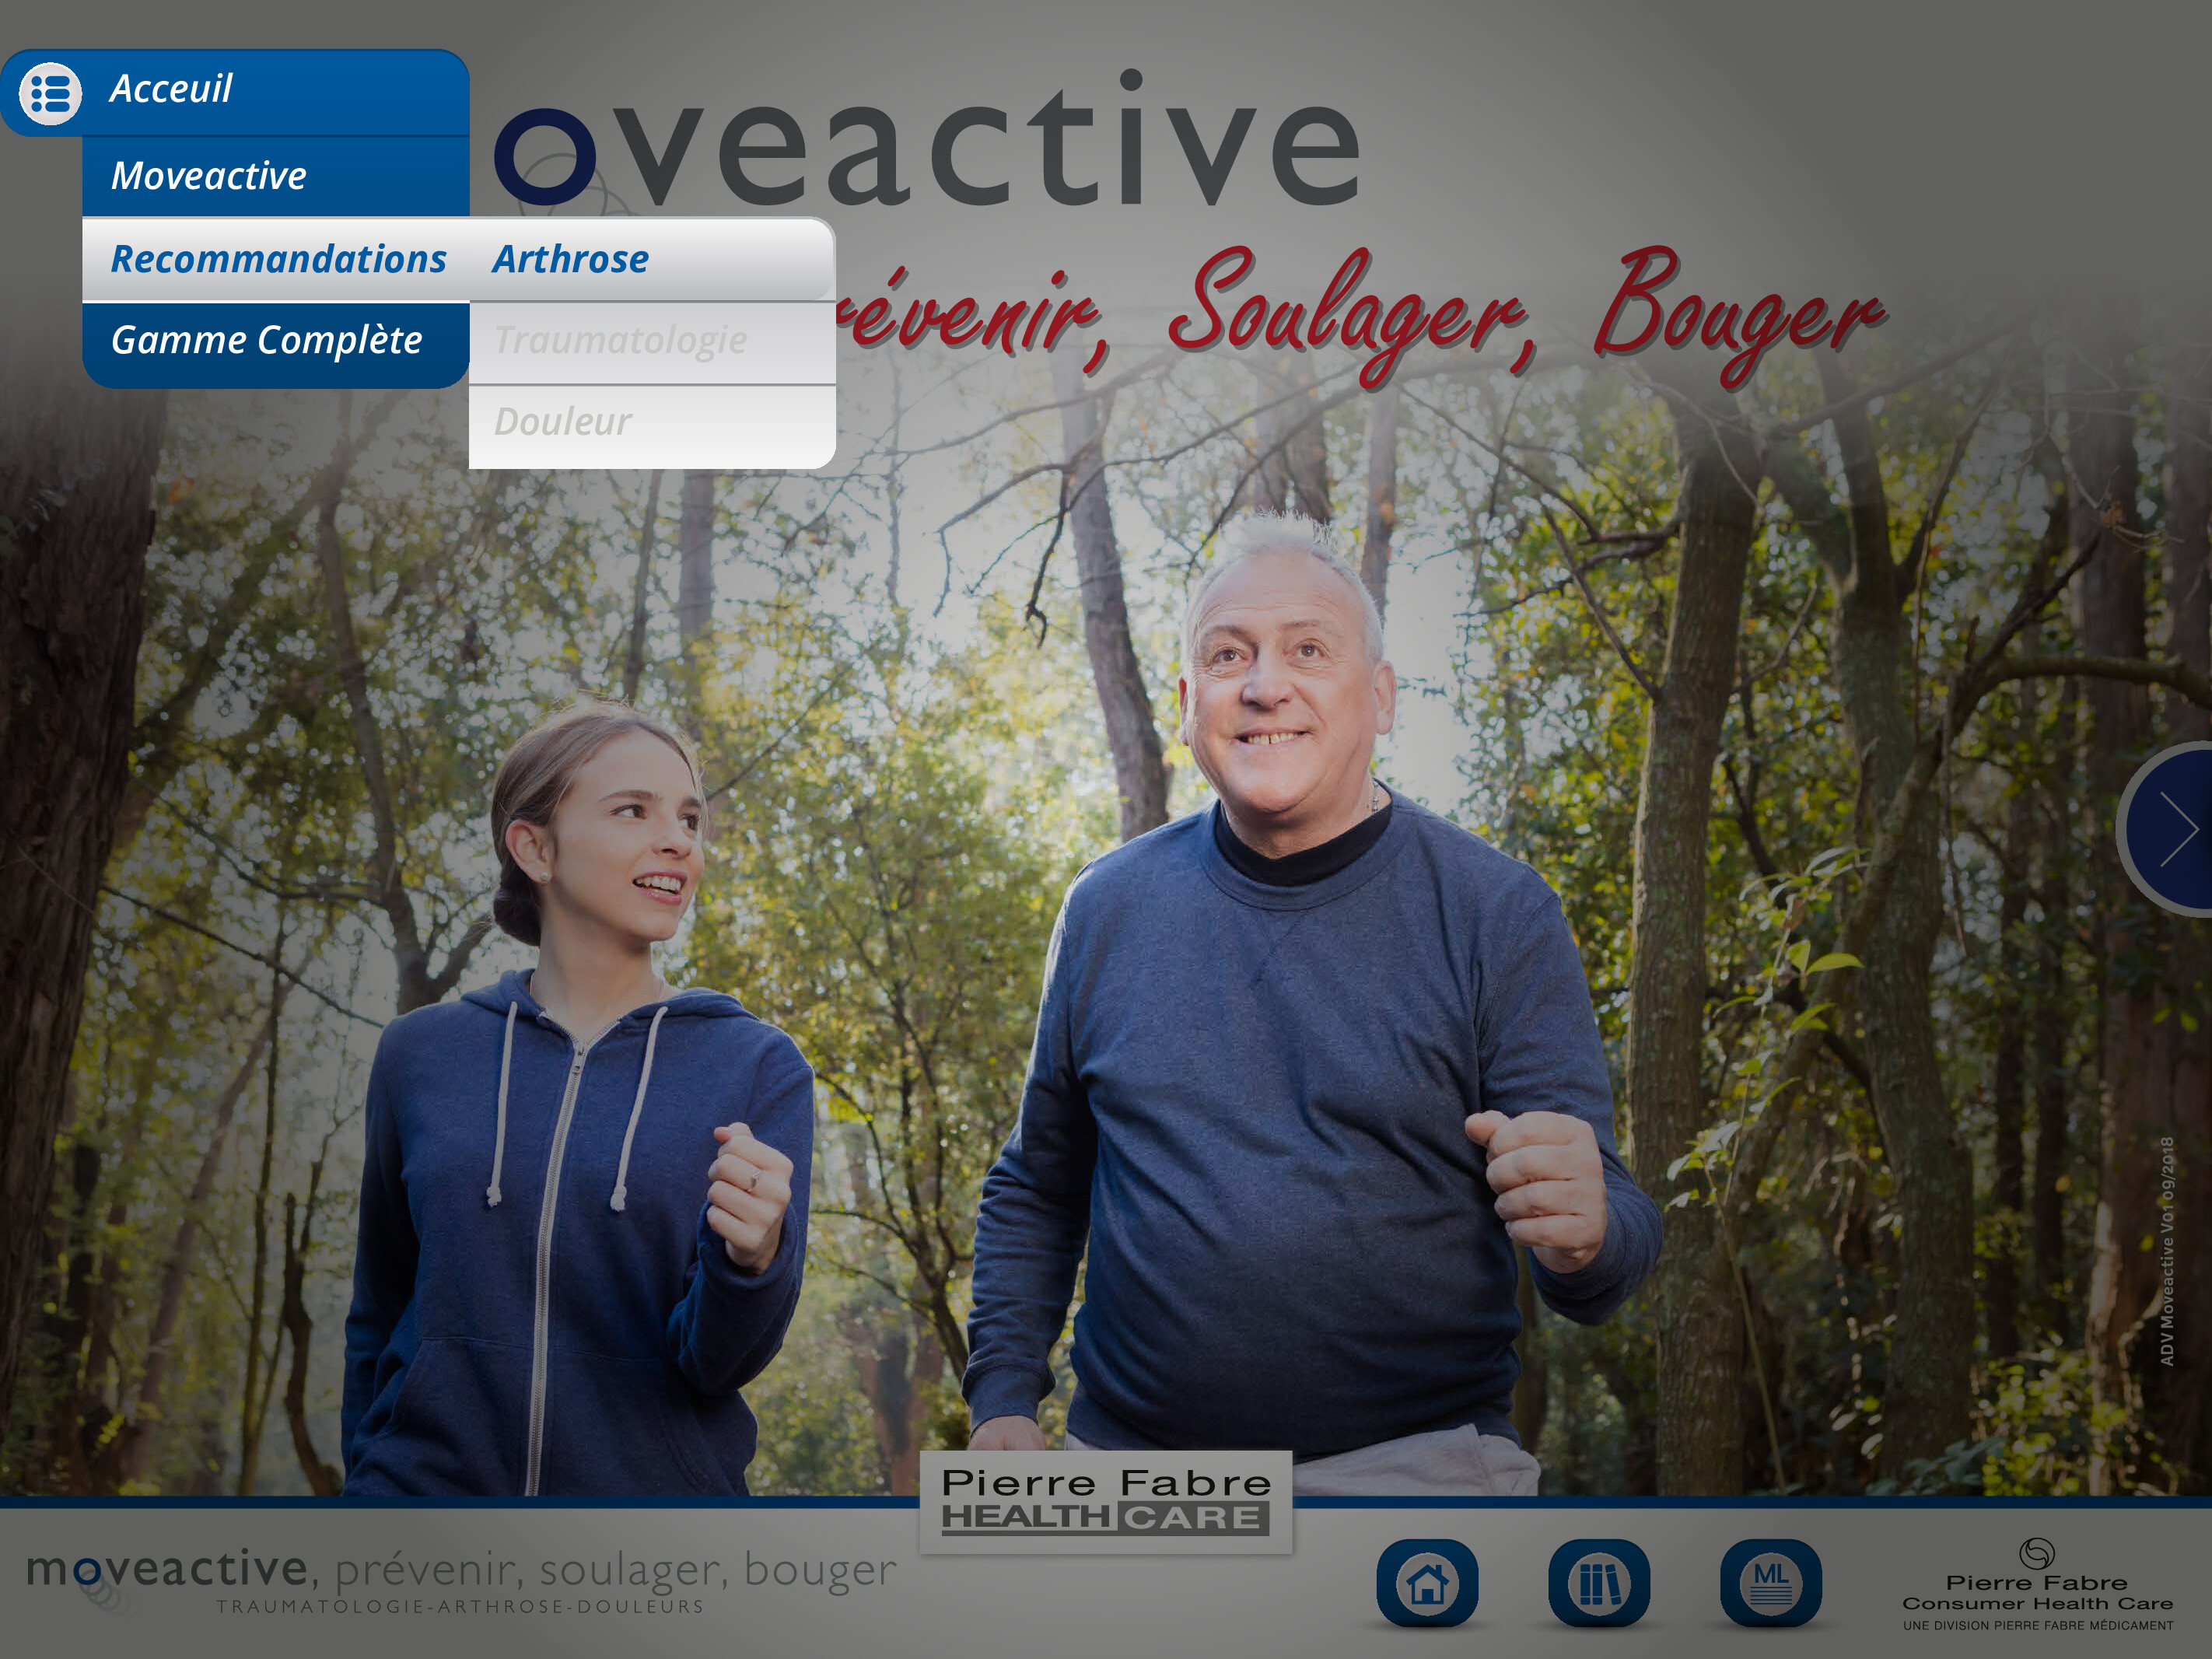 Acceuil
Moveactive
Recommandations
Gamme Complète
Arthrose
Traumatologie
Douleur
oveactive
révenir, Soulager, Bouger
ADV Moveactive V01 09/2018
Pierre Fabre
HEALTH CARE
moveactive, prévenir, soulager, bouger
TRAUMATOLOGIE-ARTHROSE-DOULEURS
ML
Pierre Fabre
Consumer Health Care
UNE DIVISION PIERRE FABRE MÉDICAMENT